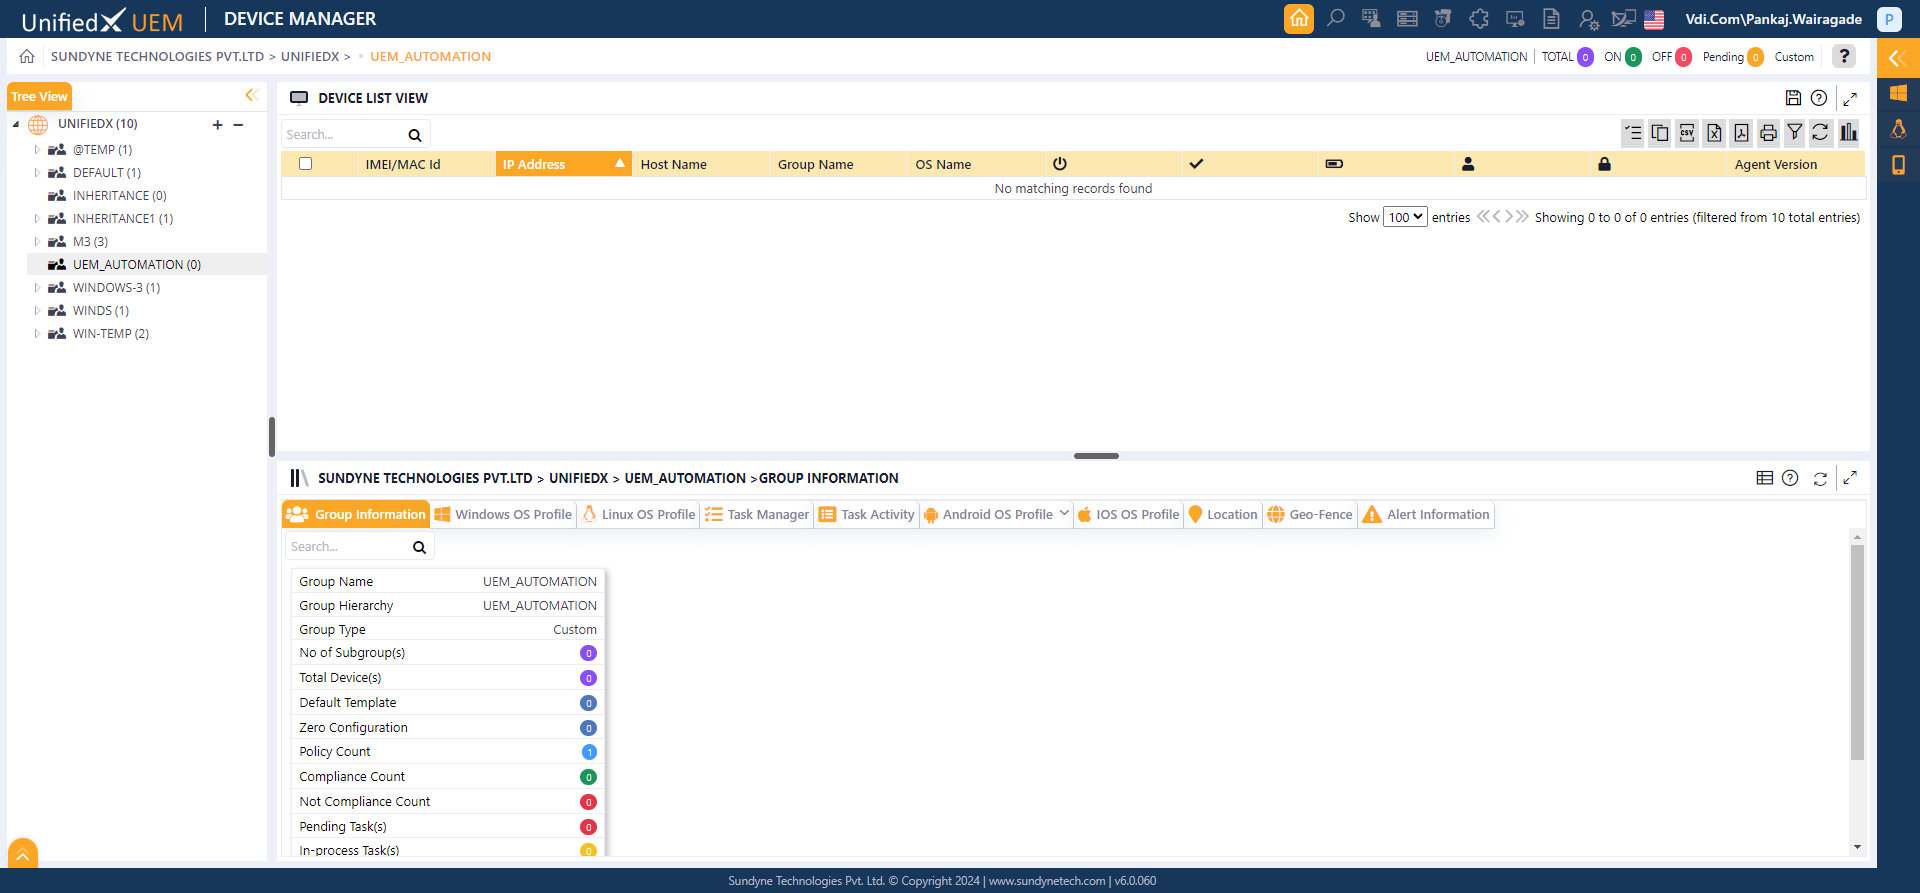 UnifiedX UEM
DEVICE MANAGER
Vdi.Com\Pankaj.Wairagade
P
SUNDYNE TECHNOLOGIES PVT.LTD > UNIFIEDX > • UEM_AUTOMATION
UEM_AUTOMATION | TOTAL 0 ON 0 OFF 0 Pending 0 Custom
?
Tree View
UNIFIEDX (10)
@TEMP (1)
DEFAULT (1)
INHERITANCE (0)
INHERITANCE1 (1)
M3 (3)
UEM_AUTOMATION (0)
WINDOWS-3 (1)
WINDS (1)
WIN-TEMP (2)
DEVICE LIST VIEW
Search...
CSV
IMEI/MAC Id IP Address Host Name Group Name OS Name Agent Version
No matching records found
Show 100 entries Showing 0 to 0 of 0 entries (filtered from 10 total entries)
SUNDYNE TECHNOLOGIES PVT.LTD > UNIFIEDX > UEM_AUTOMATION >GROUP INFORMATION
Group Information Windows OS Profile Linux OS Profile Task Manager Task Activity Android OS Profile IOS OS Profile Location Geo-Fence Alert Information
Search...
Group Name UEM_AUTOMATION
Group Hierarchy UEM_AUTOMATION
Group Type Custom
No of Subgroup(s) 0
Total Device(s) 0
Default Template 0
Zero Configuration 0
Policy Count 1
Compliance Count 0
Not Compliance Count 0
Pending Task(s) 0
In-process Task(s) 0
Sundyne Technologies Pvt. Ltd. © Copyright 2024 | www.sundynetech.com | v6.0.060